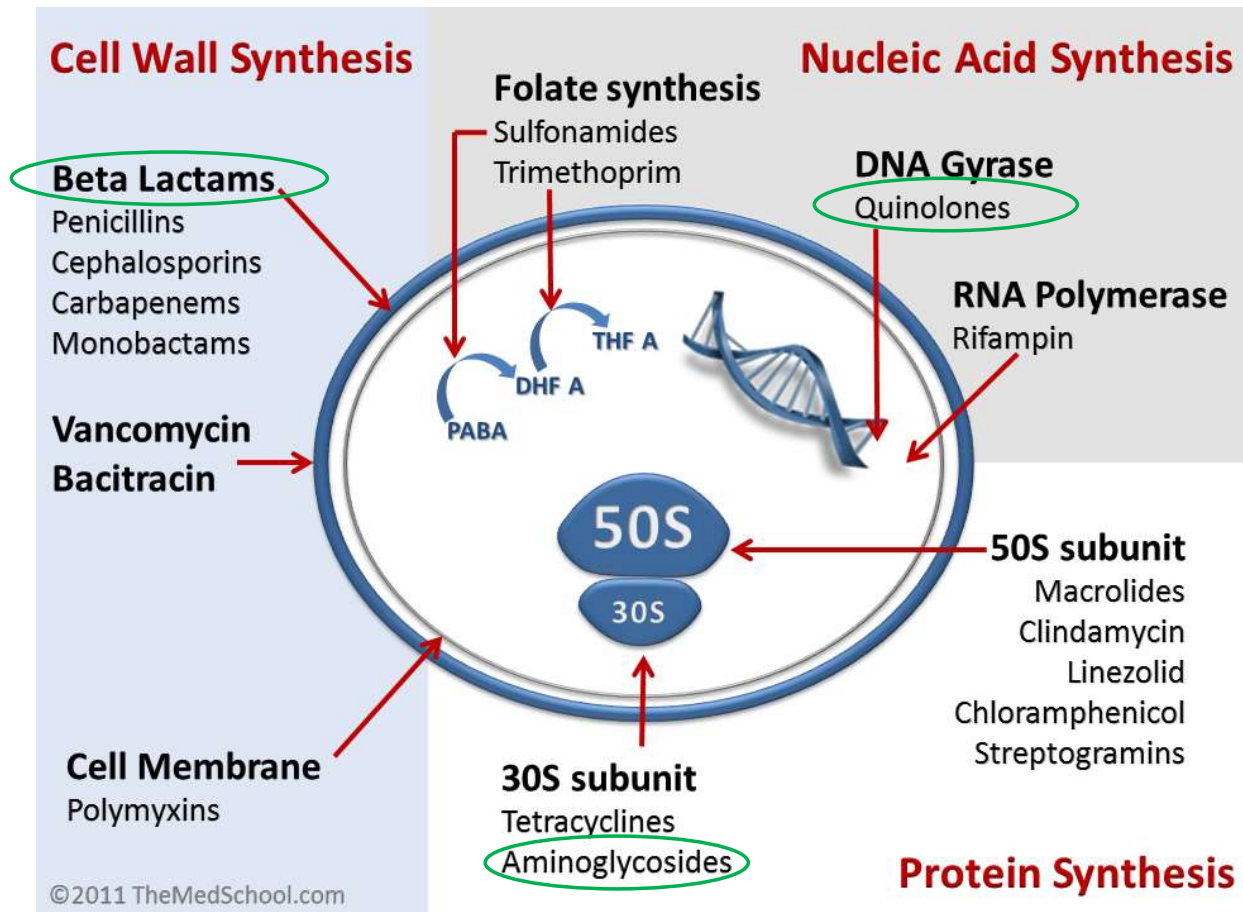 Cell Wall Synthesis
Beta Lactams
Penicillins
Cephalosporins
Carbapenems
Monobactams
Vancomycin
Bacitracin
Cell Membrane
Polymyxins
©2011 TheMedSchool.com
Nucleic Acid Synthesis
Folate synthesis
Sulfonamides
Trimethoprim
DNA Gyrase
Quinolones
RNA Polymerase
Rifampin
THF A
DHF A
PABA
50S
30S
50S subunit
Macrolides
Clindamycin
Linezolid
Chloramphenicol
Streptogramins
30S subunit
Tetracyclines
Aminoglycosides
Protein Synthesis